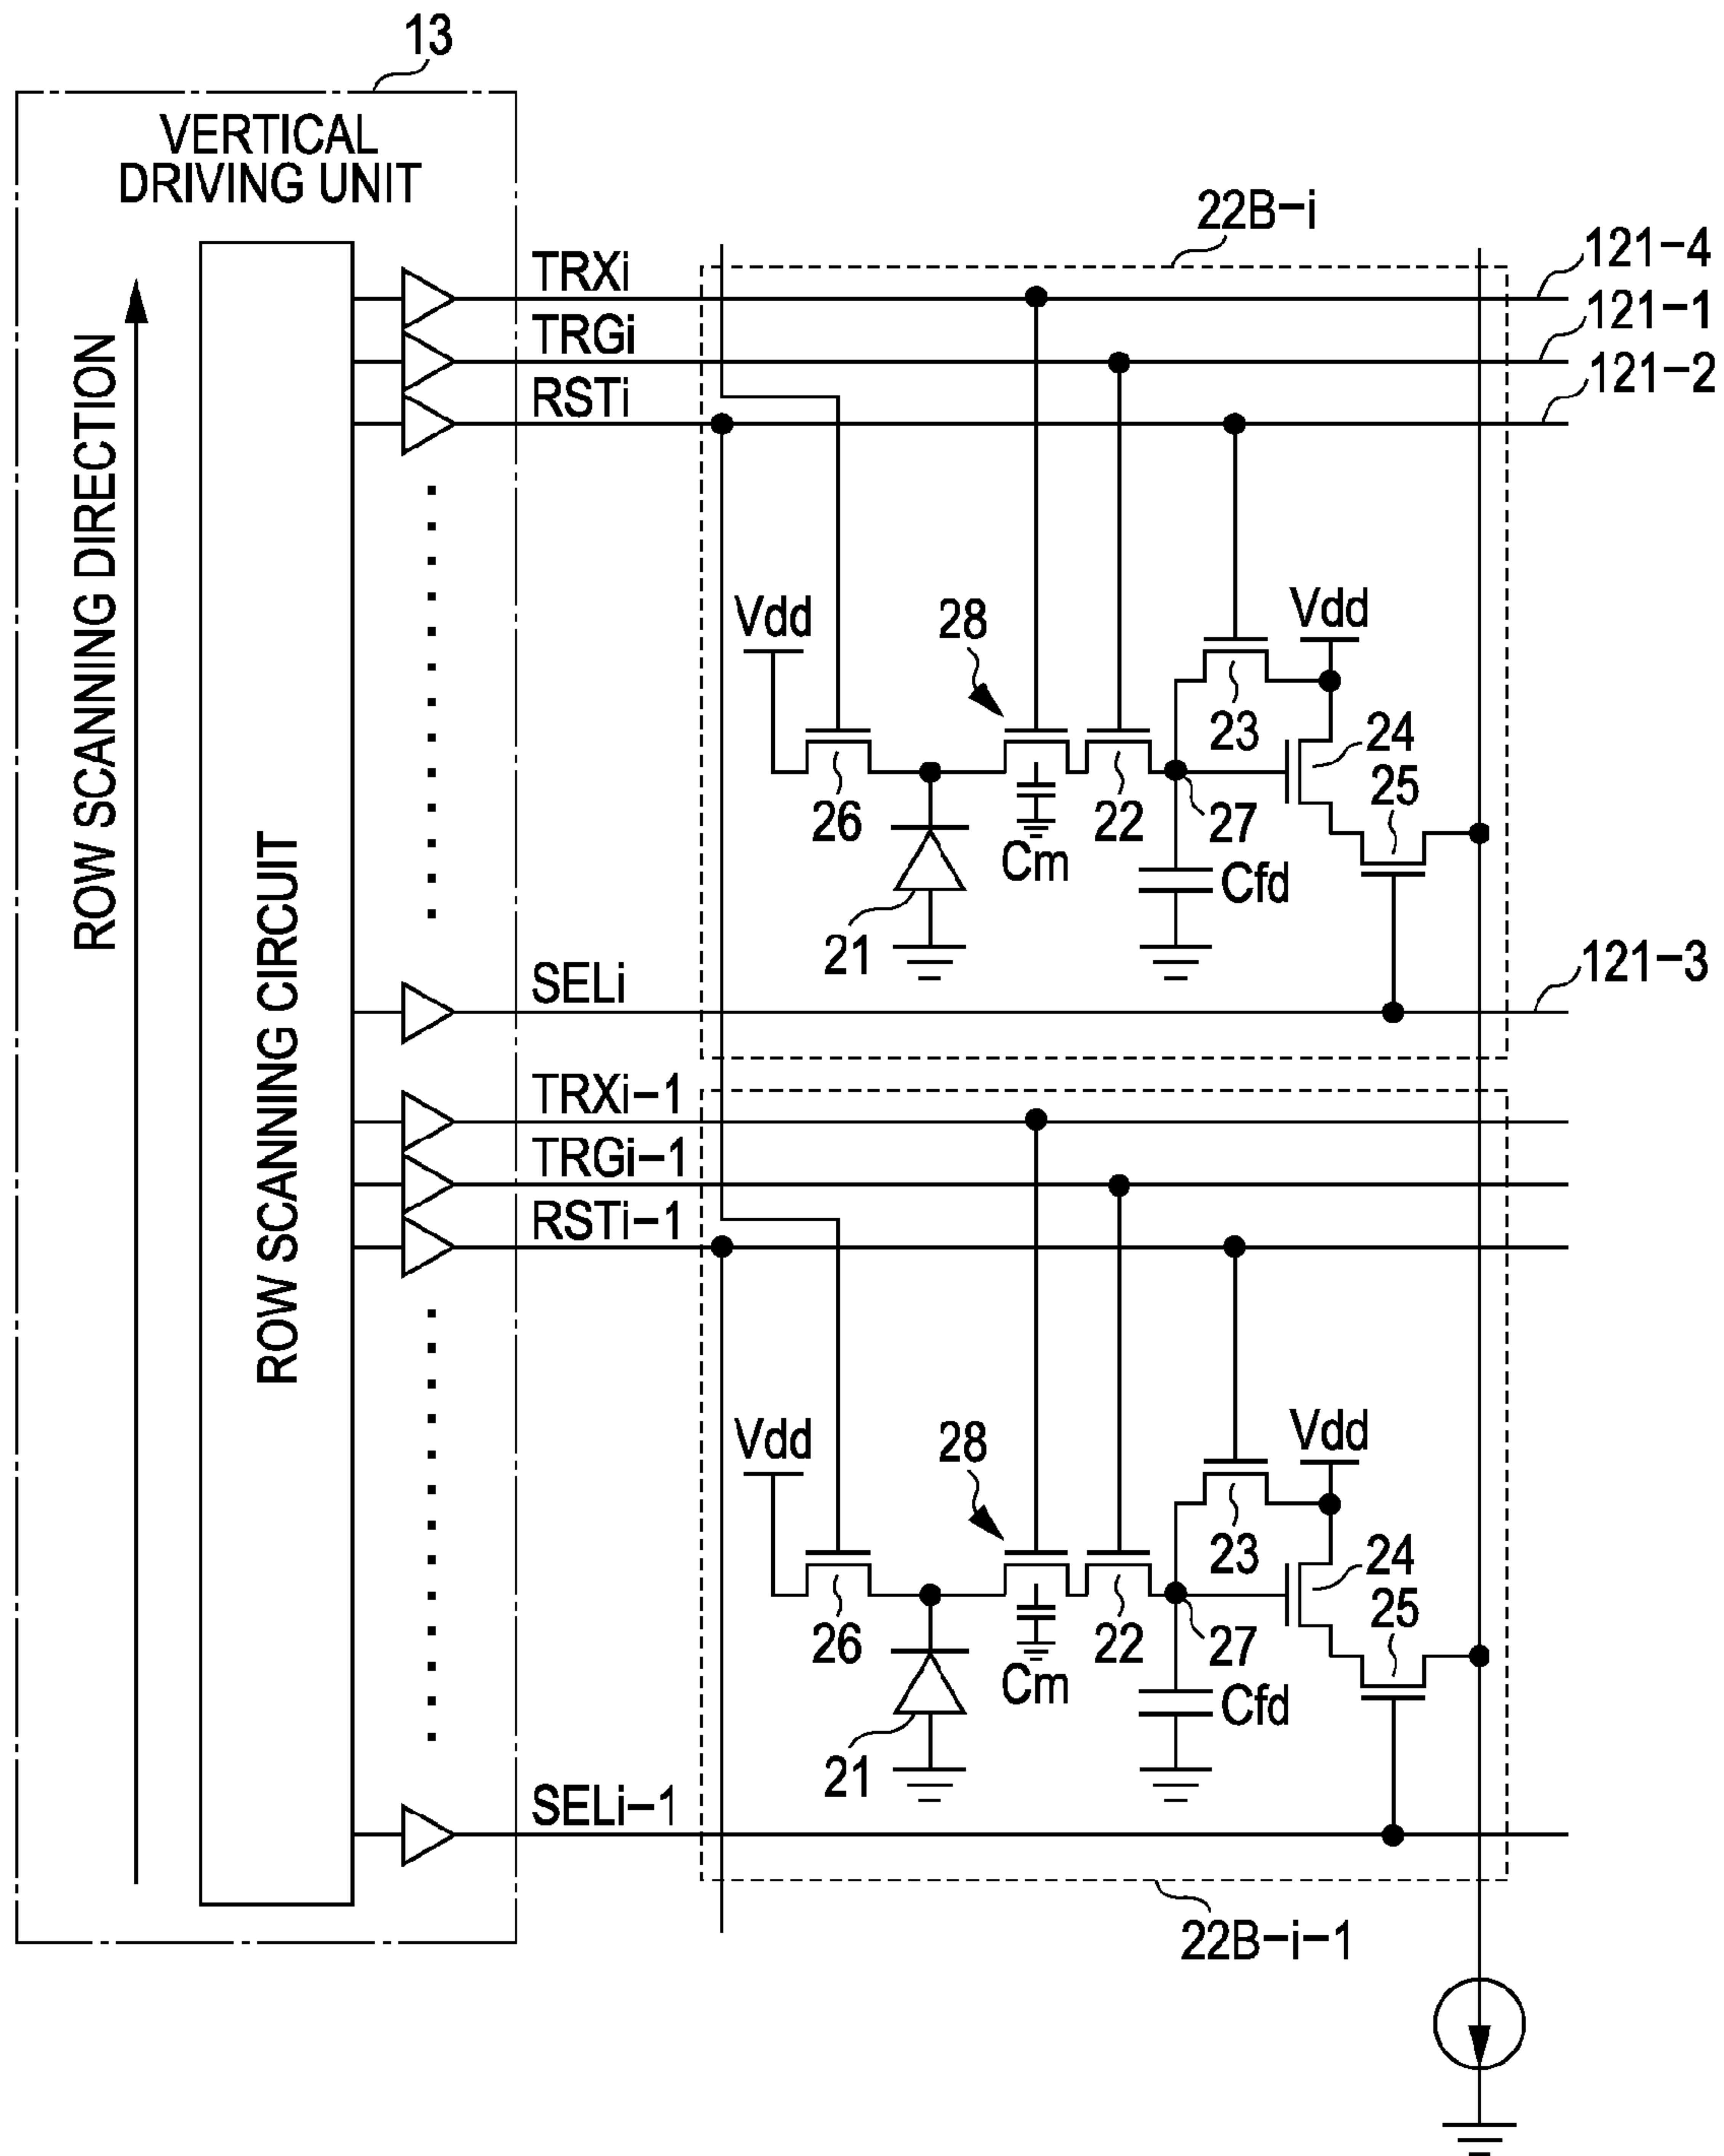 13
VERTICAL
DRIVING UNIT
ROW SCANNING DIRECTION
ROW SCANNING CIRCUIT
22B-i
TRXi
121-4
TRGi
121-1
RSTi
121-2
Vdd
28
Vdd
23
24
26
Cm
22
27
25
Cfd
21
SELi
121-3
TRXi-1
TRGi-1
RSTi-1
Vdd
28
Vdd
23
24
26
Cm
22
27
25
Cfd
21
SELi-1
22B-i-1